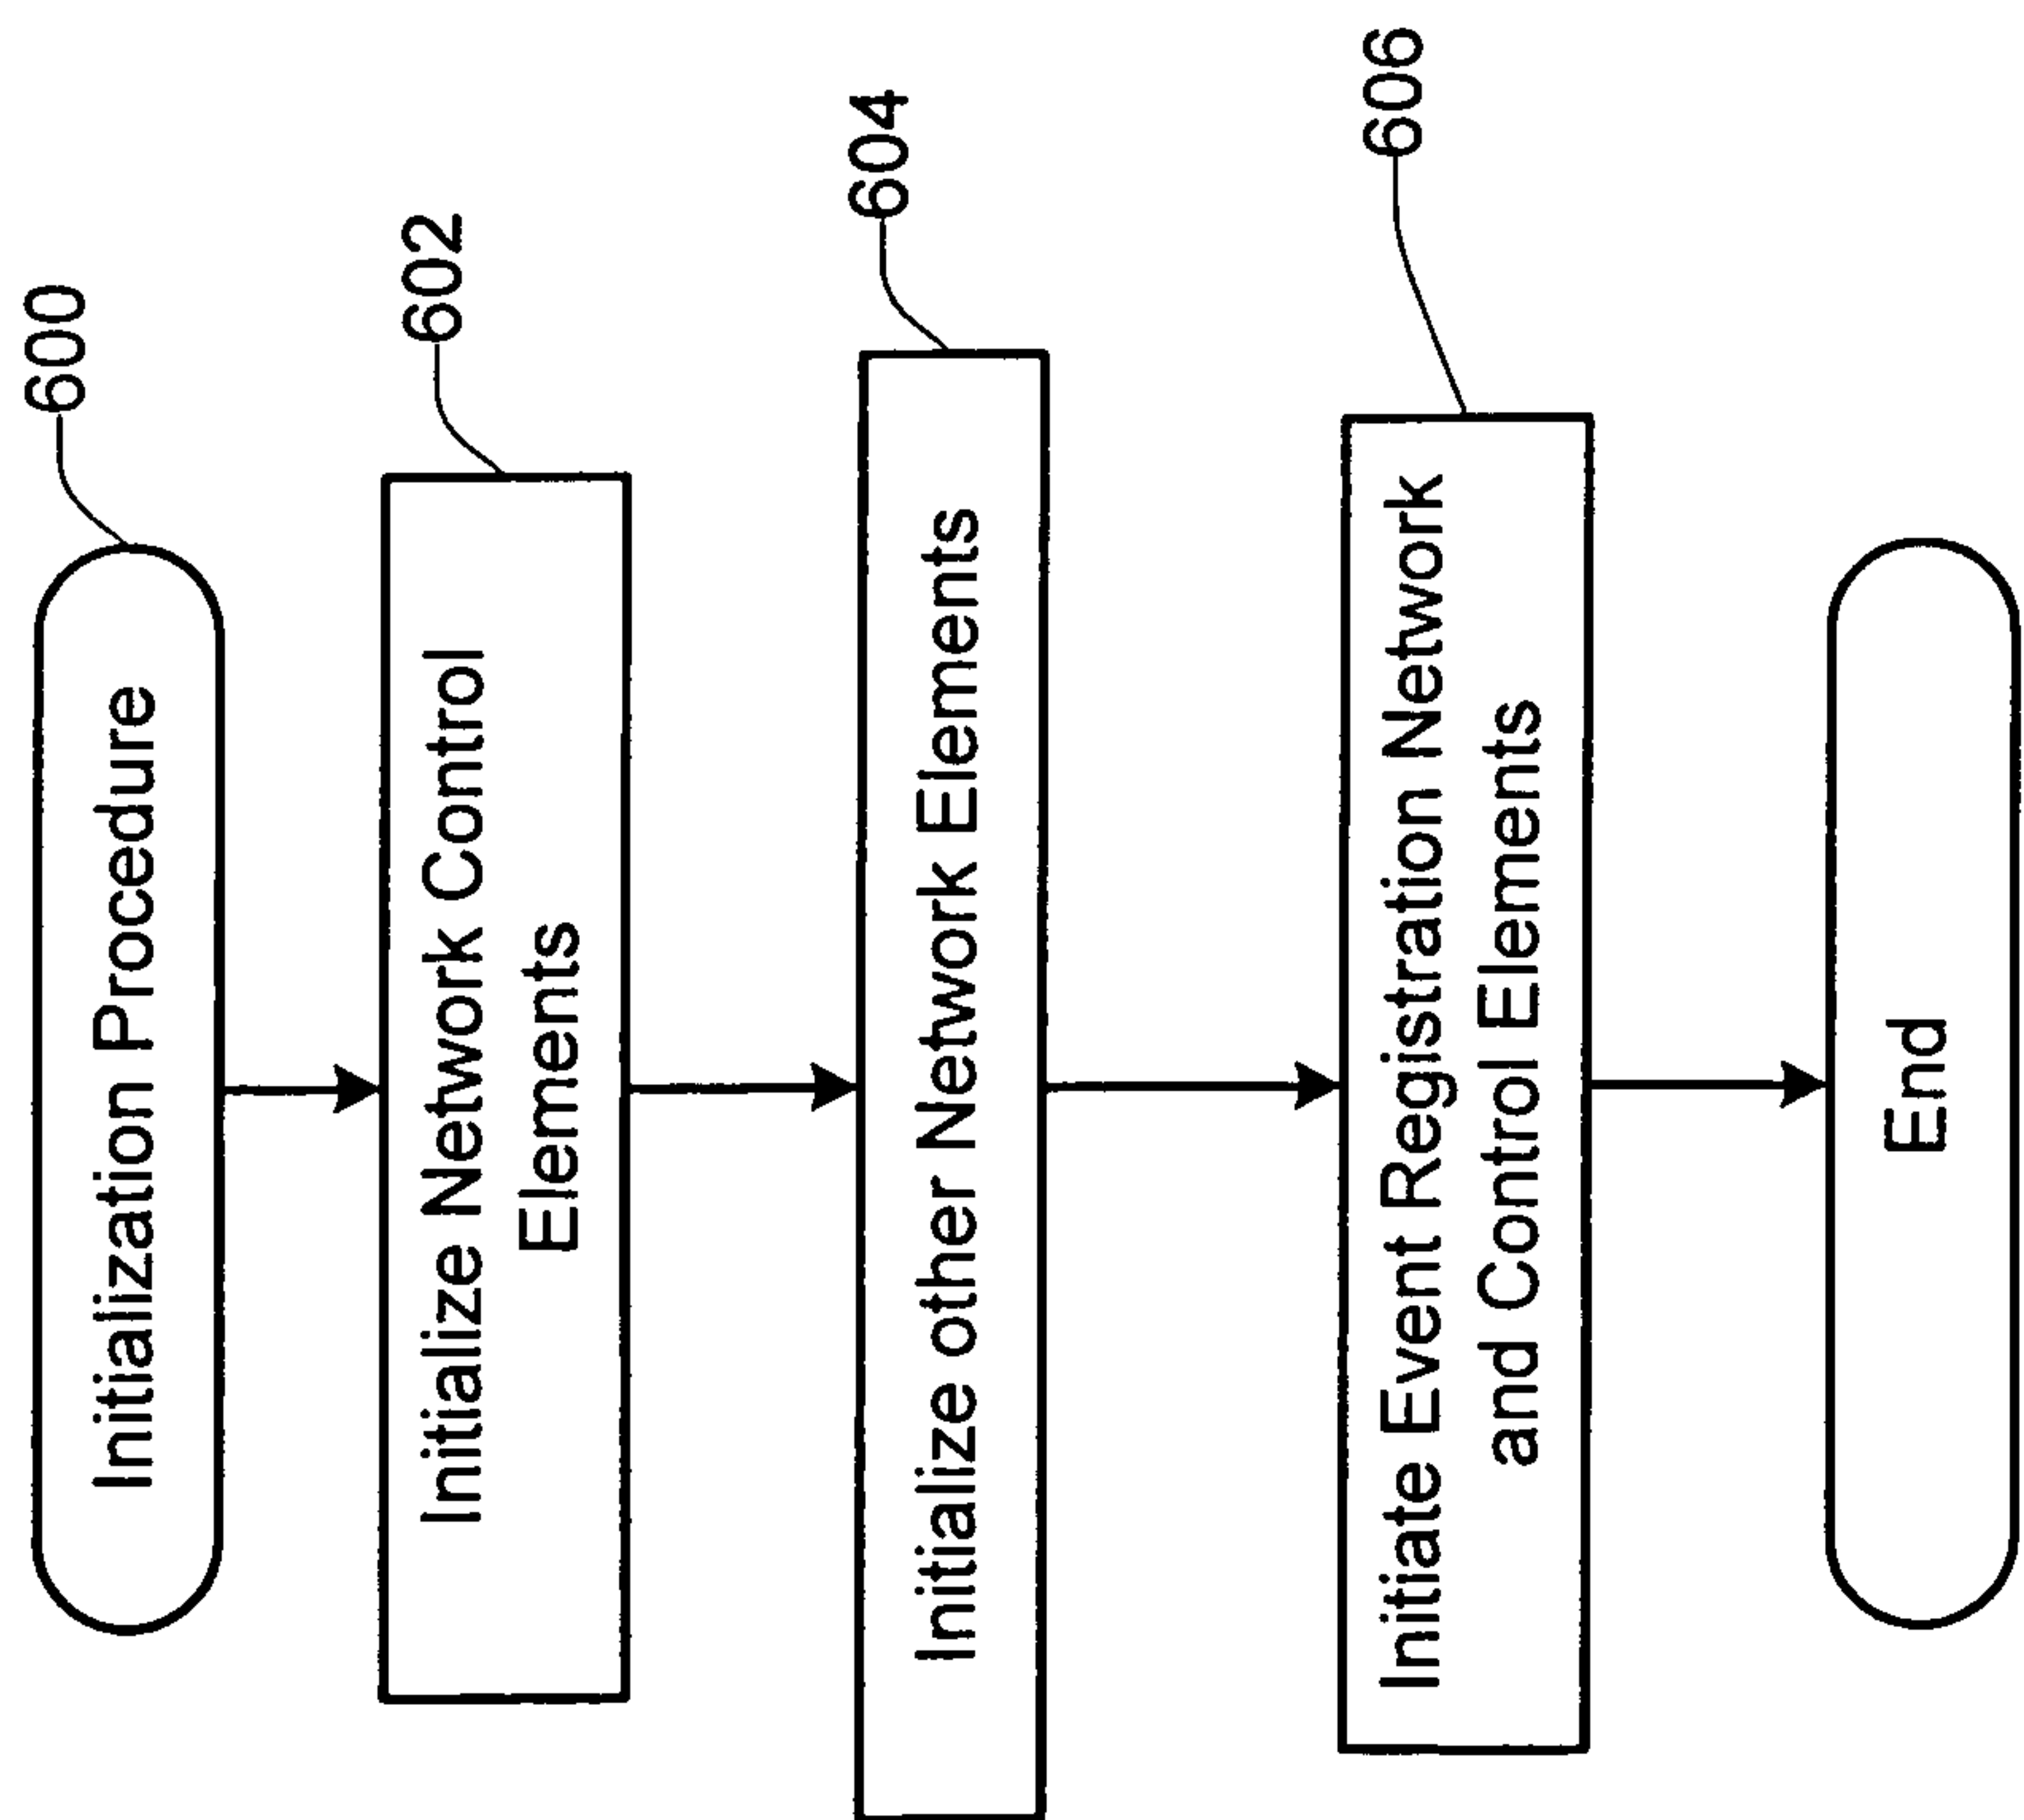 600
Initialization Procedure
602
Initialize Network Control
Elements
604
Initialize other Network Elements
606
Initiate Event Registration Network
and Control Elements
End